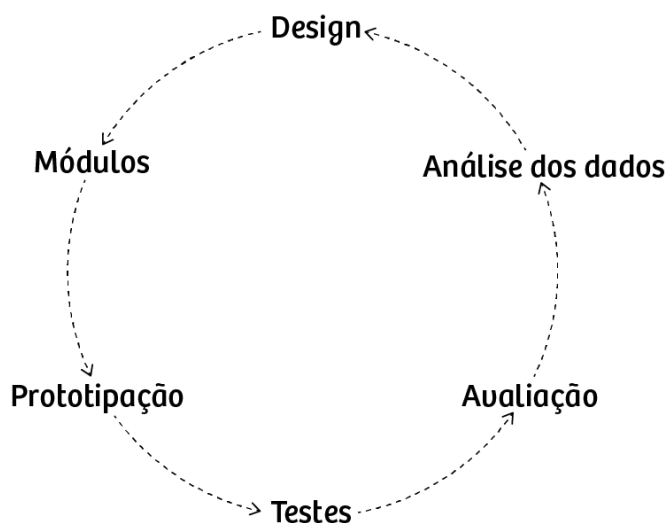 Design
Módulos
Análise dos dados
Prototipação
Avaliação
Testes